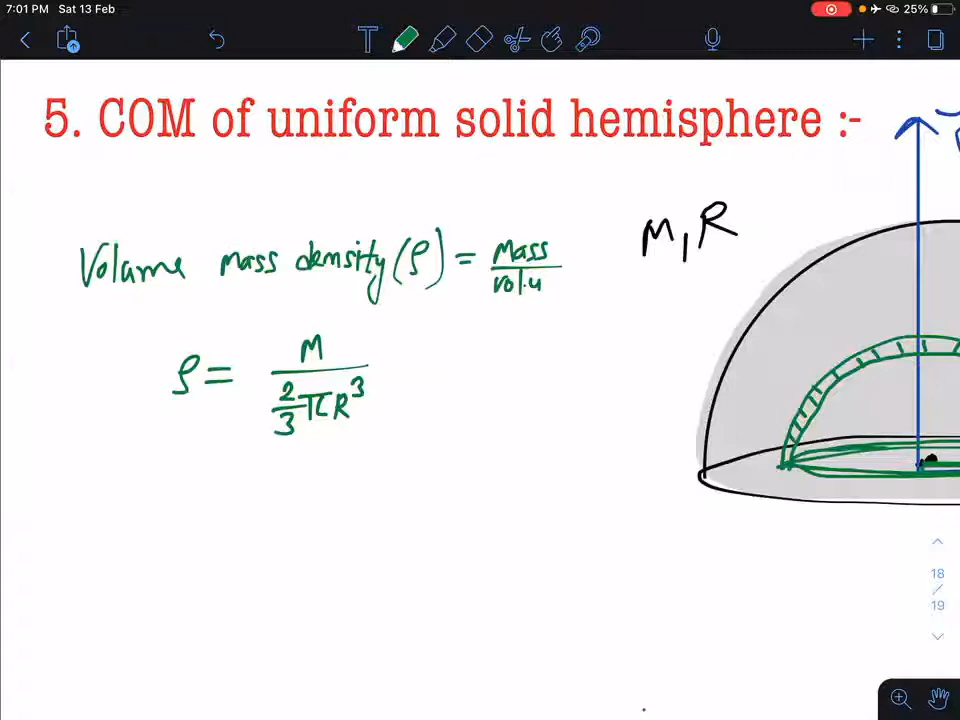 7:01 PM Sat 13 Feb
25%
T
5. COM of uniform solid hemisphere :-
M, R
Volume mass density (ρ) = Mass / Vol.u
ρ = M / 2/3 πR³
18
/
19